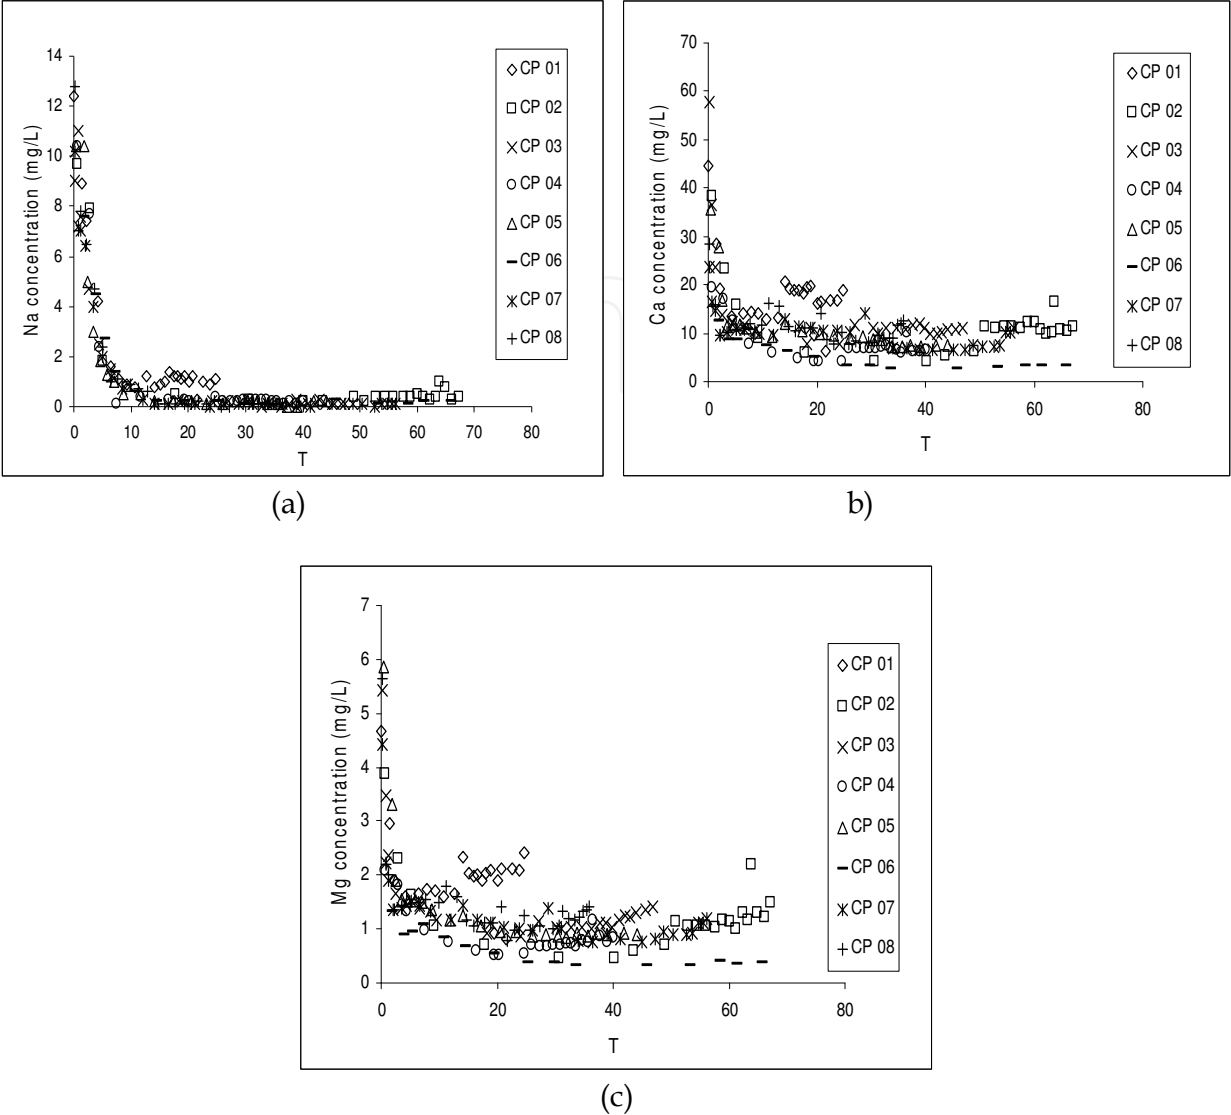 14
12
10
8
6
4
2
0
Na concentration (mg/L)
0 10 20 30 40 50 60 70 80
T
CP 01
CP 02
CP 03
CP 04
CP 05
CP 06
CP 07
CP 08
(a)
70
60
50
40
30
20
10
0
Ca concentration (mg/L)
0 20 40 60 80
T
CP 01
CP 02
CP 03
CP 04
CP 05
CP 06
CP 07
CP 08
b)
7
6
5
4
3
2
1
0
Mg concentration (mg/L)
0 20 40 60 80
T
CP 01
CP 02
CP 03
CP 04
CP 05
CP 06
CP 07
CP 08
(c)